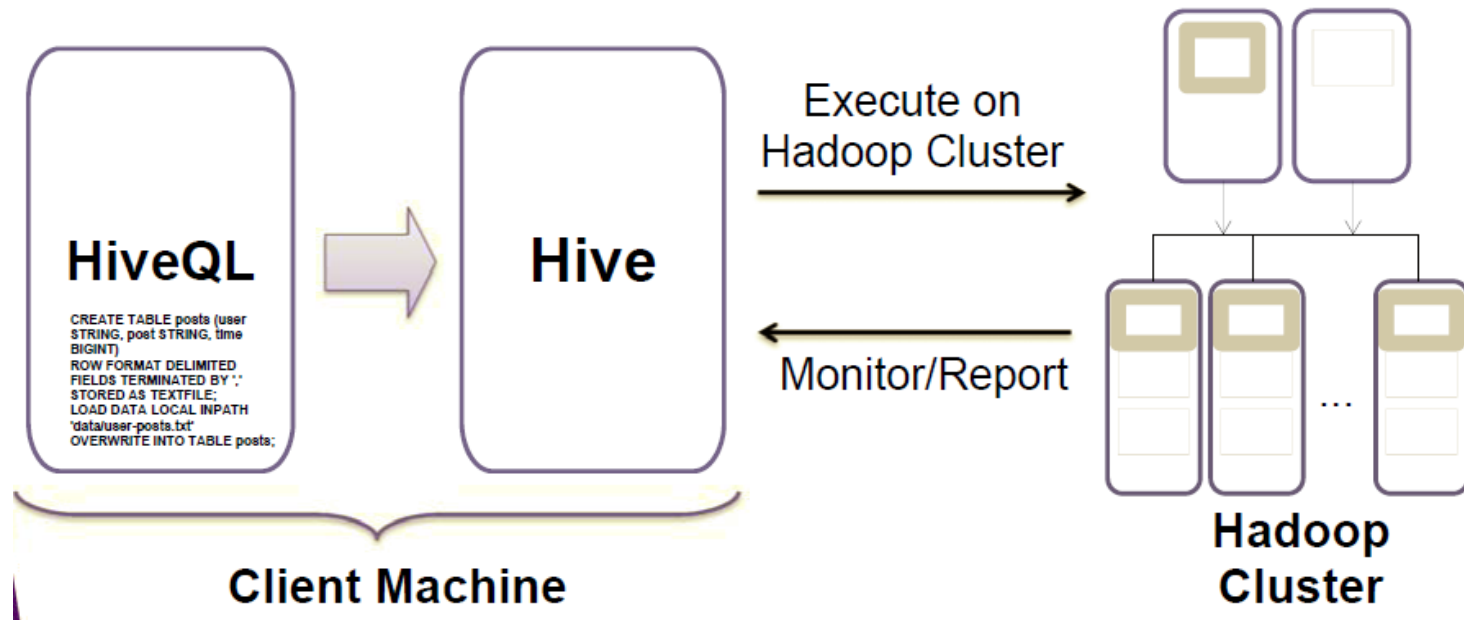 HiveQL
CREATE TABLE posts (user
STRING, post STRING, time
BIGINT)
ROW FORMAT DELIMITED
FIELDS TERMINATED BY ','
STORED AS TEXTFILE;
LOAD DATA LOCAL INPATH
'data/user-posts.txt'
OVERWRITE INTO TABLE posts;
Hive
Client Machine
Execute on
Hadoop Cluster
Monitor/Report
...
Hadoop
Cluster